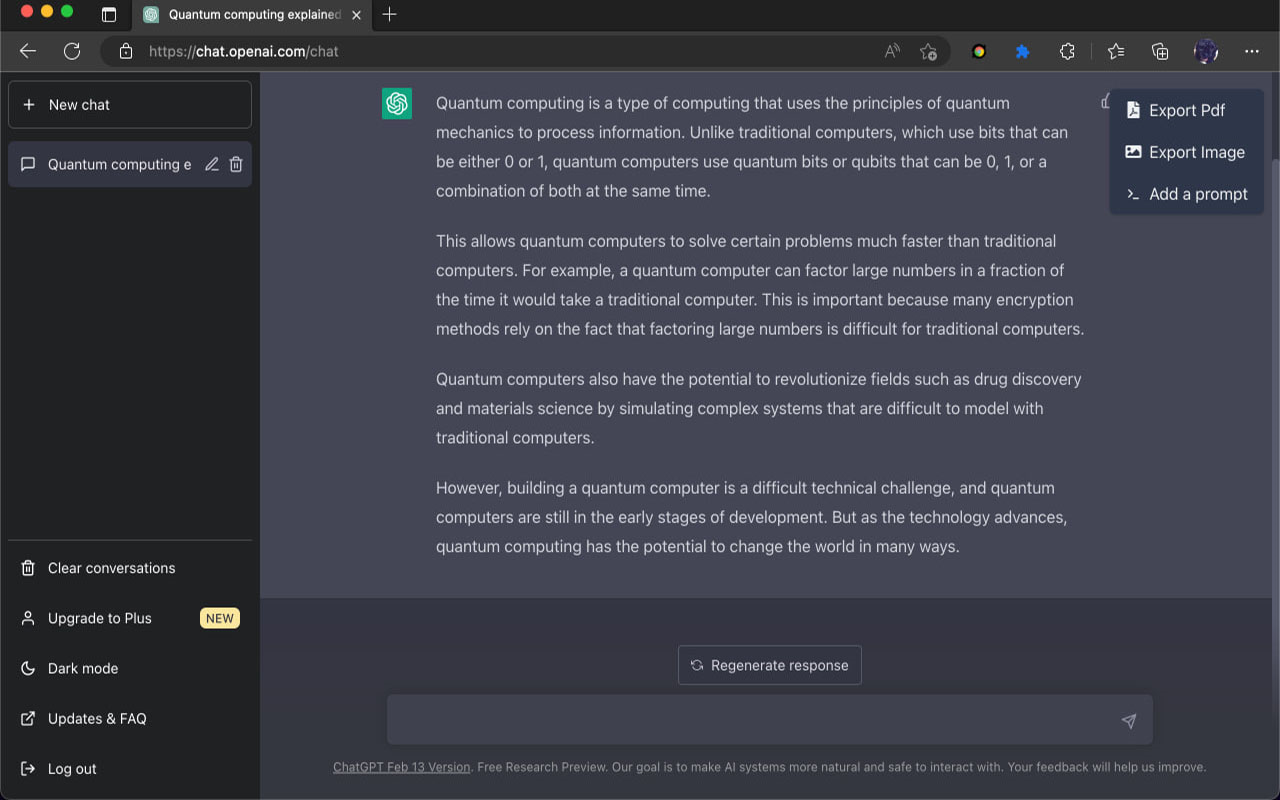 Quantum computing explained
https://chat.openai.com/chat
New chat
Quantum computing e
Clear conversations
Upgrade to Plus
NEW
Dark mode
Updates & FAQ
Log out
Quantum computing is a type of computing that uses the principles of quantum
mechanics to process information. Unlike traditional computers, which use bits that can
be either 0 or 1, quantum computers use quantum bits or qubits that can be 0, 1, or a
combination of both at the same time.
This allows quantum computers to solve certain problems much faster than traditional
computers. For example, a quantum computer can factor large numbers in a fraction of
the time it would take a traditional computer. This is important because many encryption
methods rely on the fact that factoring large numbers is difficult for traditional computers.
Quantum computers also have the potential to revolutionize fields such as drug discovery
and materials science by simulating complex systems that are difficult to model with
traditional computers.
However, building a quantum computer is a difficult technical challenge, and quantum
computers are still in the early stages of development. But as the technology advances,
quantum computing has the potential to change the world in many ways.
Export Pdf
Export Image
Add a prompt
Regenerate response
ChatGPT Feb 13 Version. Free Research Preview. Our goal is to make AI systems more natural and safe to interact with. Your feedback will help us improve.